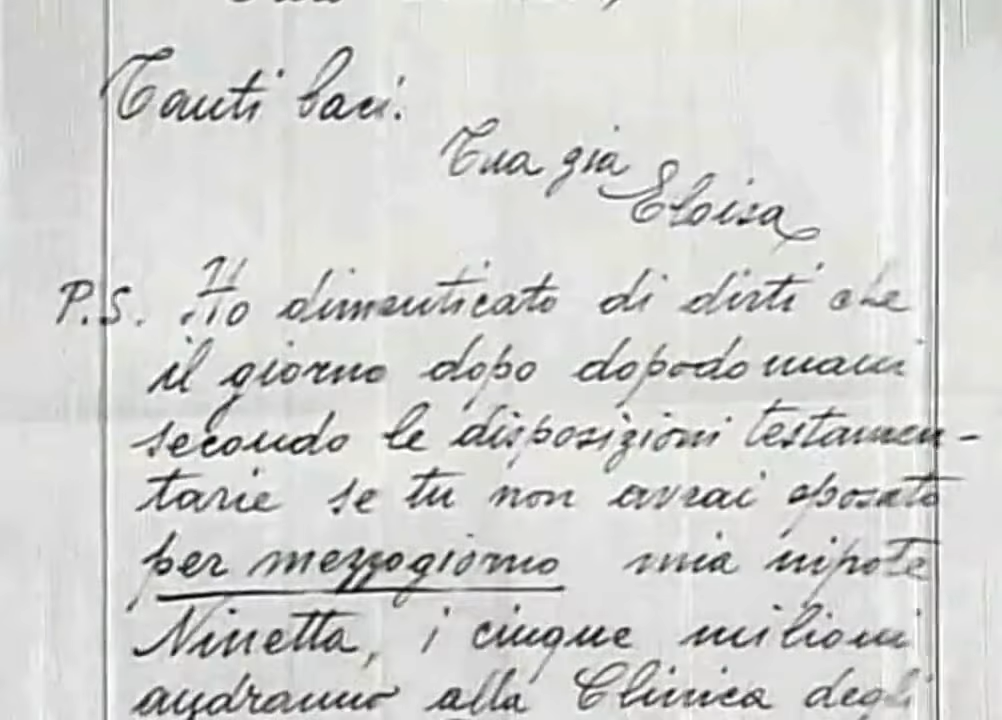 Tanti baci.
Tua zia
Eloisa
P.S. Ho dimenticato di dirti che
il giorno dopo dopodomani
secondo le disposizioni testamen-
tarie se tu non avrai sposato
per mezzogiorno mia nipote
Ninetta, i cinque milioni
andranno alla Clinica degli